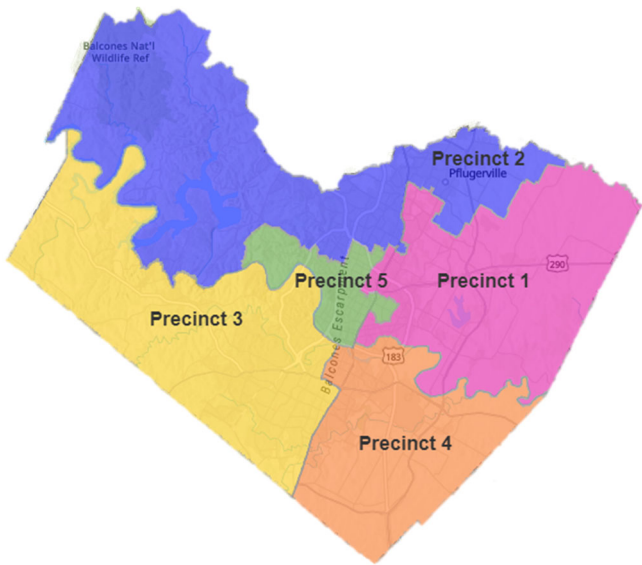 Balcones Nat'l
Wildlife Ref
Precinct 2
Pflugerville
290
Precinct 5
Precinct 1
Precinct 3
Balcones Escarpment
183
Precinct 4